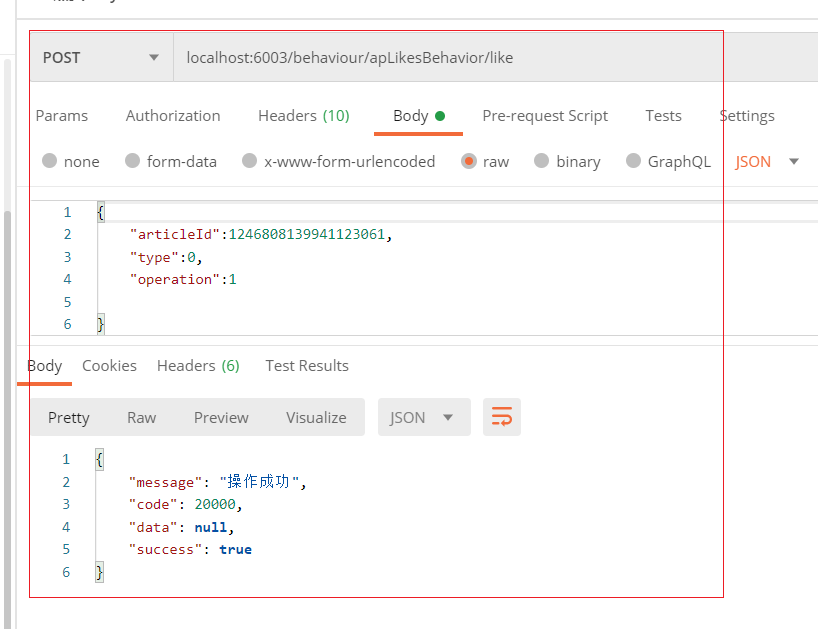 POST localhost:6003/behaviour/apLikesBehavior/like
Params Authorization Headers (10) Body Pre-request Script Tests Settings
none form-data x-www-form-urlencoded raw binary GraphQL JSON
1 {
2 "articleId":1246808139941123061,
3 "type":0,
4 "operation":1
5
6 }
Body Cookies Headers (6) Test Results
Pretty Raw Preview Visualize JSON
1 {
2 "message": "操作成功",
3 "code": 20000,
4 "data": null,
5 "success": true
6 }